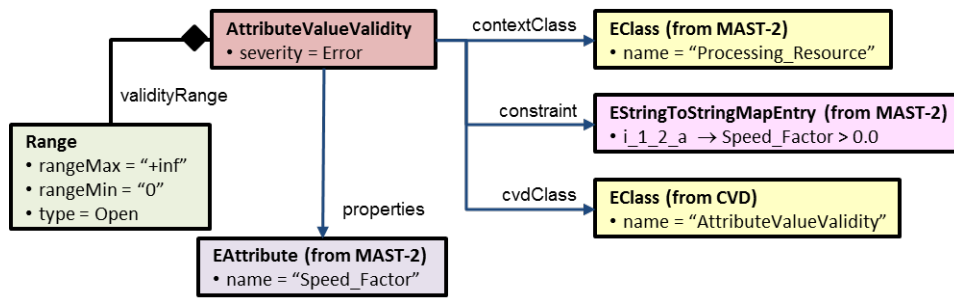 AttributeValueValidity
• severity = Error
contextClass
EClass (from MAST-2)
• name = “Processing_Resource”
validityRange
constraint
EStringToStringMapEntry (from MAST-2)
• i_1_2_a → Speed_Factor > 0.0
Range
• rangeMax = “+inf”
• rangeMin = “0”
• type = Open
properties
cvdClass
EClass (from CVD)
• name = “AttributeValueValidity”
EAttribute (from MAST-2)
• name = “Speed_Factor”